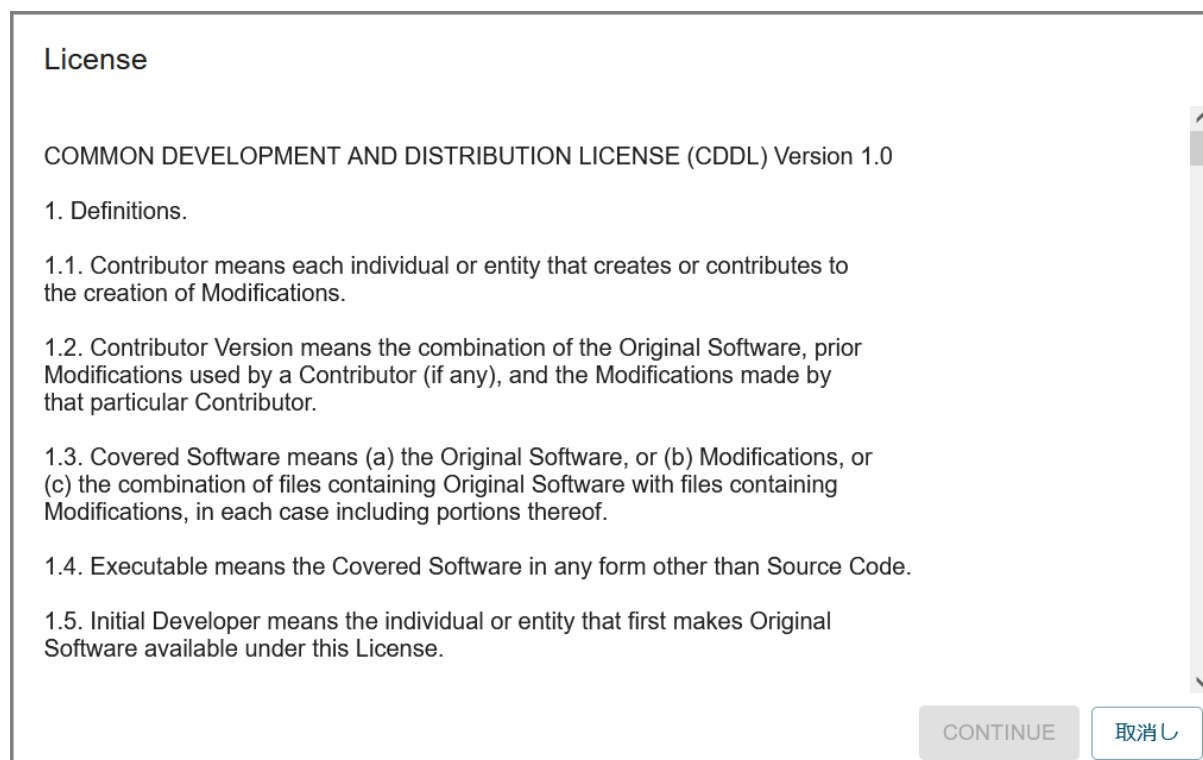 License
COMMON DEVELOPMENT AND DISTRIBUTION LICENSE (CDDL) Version 1.0
1. Definitions.
1.1. Contributor means each individual or entity that creates or contributes to
the creation of Modifications.
1.2. Contributor Version means the combination of the Original Software, prior
Modifications used by a Contributor (if any), and the Modifications made by
that particular Contributor.
1.3. Covered Software means (a) the Original Software, or (b) Modifications, or
(c) the combination of files containing Original Software with files containing
Modifications, in each case including portions thereof.
1.4. Executable means the Covered Software in any form other than Source Code.
1.5. Initial Developer means the individual or entity that first makes Original
Software available under this License.
CONTINUE 取消し